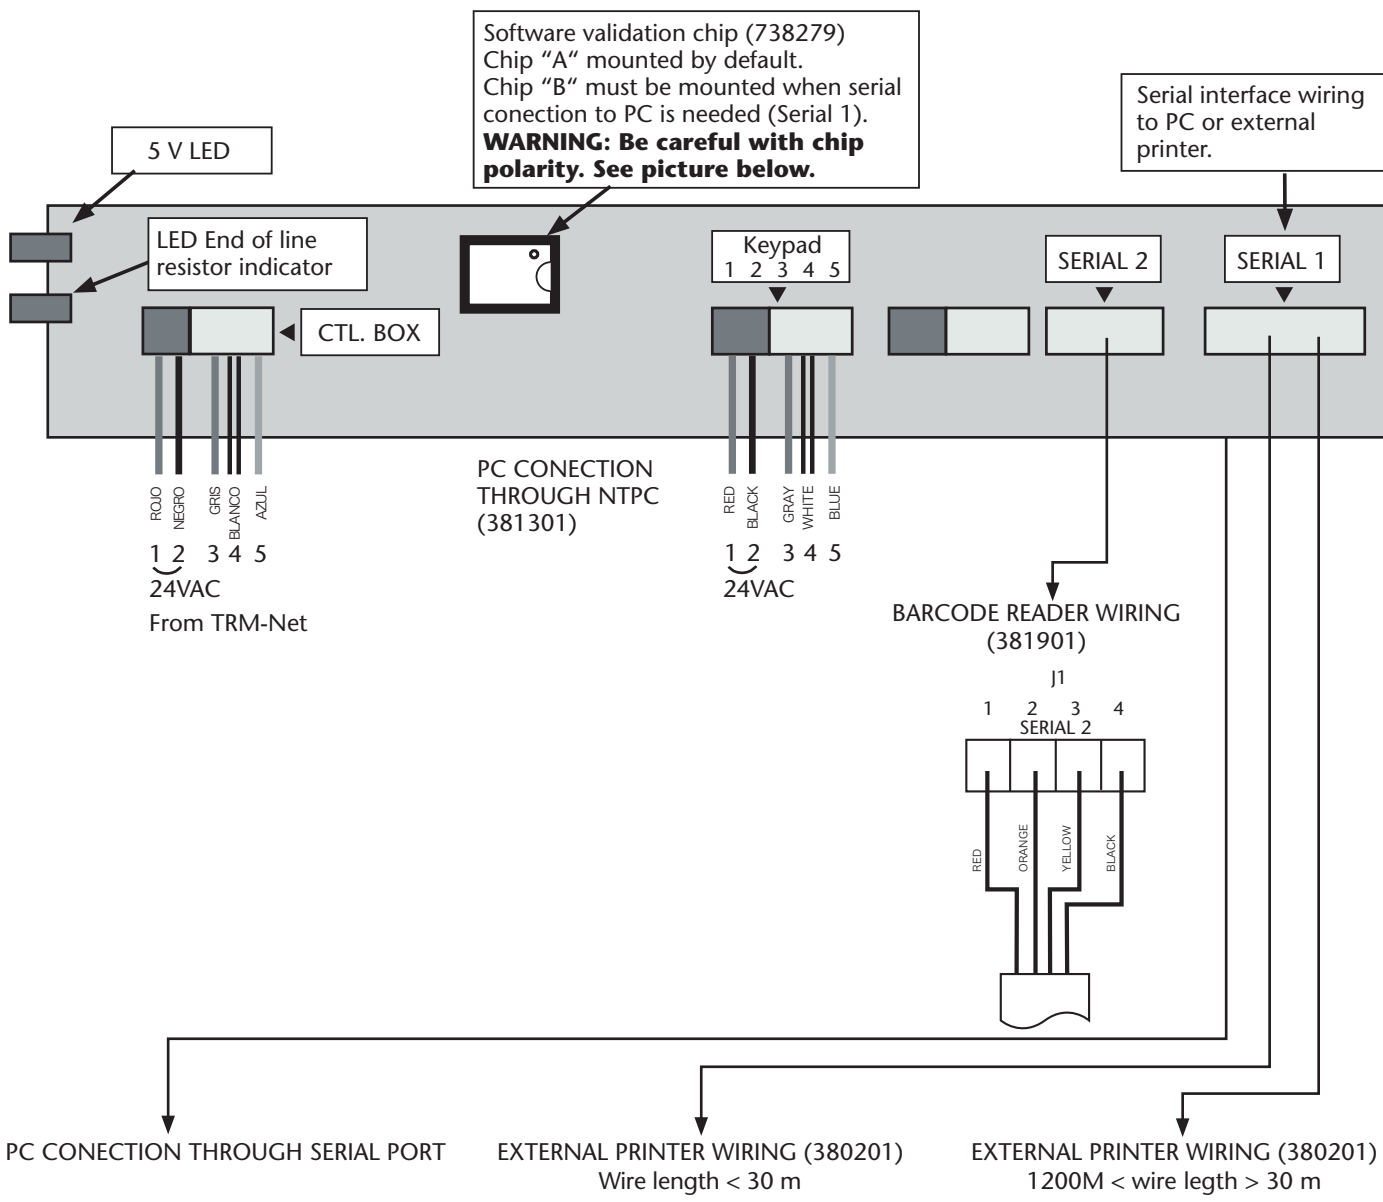 Software validation chip (738279)
Chip “A“ mounted by default.
Chip “B“ must be mounted when serial
conection to PC is needed (Serial 1).
WARNING: Be careful with chip
polarity. See picture below.
Serial interface wiring
to PC or external
printer.
5 V LED
LED End of line
resistor indicator
Keypad
1 2 3 4 5
SERIAL 2
SERIAL 1
CTL. BOX
ROJO
NEGRO
GRIS
BLANCO
AZUL
1 2 3 4 5
24VAC
From TRM-Net
PC CONECTION
THROUGH NTPC
(381301)
RED
BLACK
GRAY
WHITE
BLUE
1 2 3 4 5
24VAC
BARCODE READER WIRING
(381901)
J1
1 2 3 4
SERIAL 2
RED
ORANGE
YELLOW
BLACK
PC CONECTION THROUGH SERIAL PORT
EXTERNAL PRINTER WIRING (380201)
Wire length < 30 m
EXTERNAL PRINTER WIRING (380201)
1200M < wire legth > 30 m